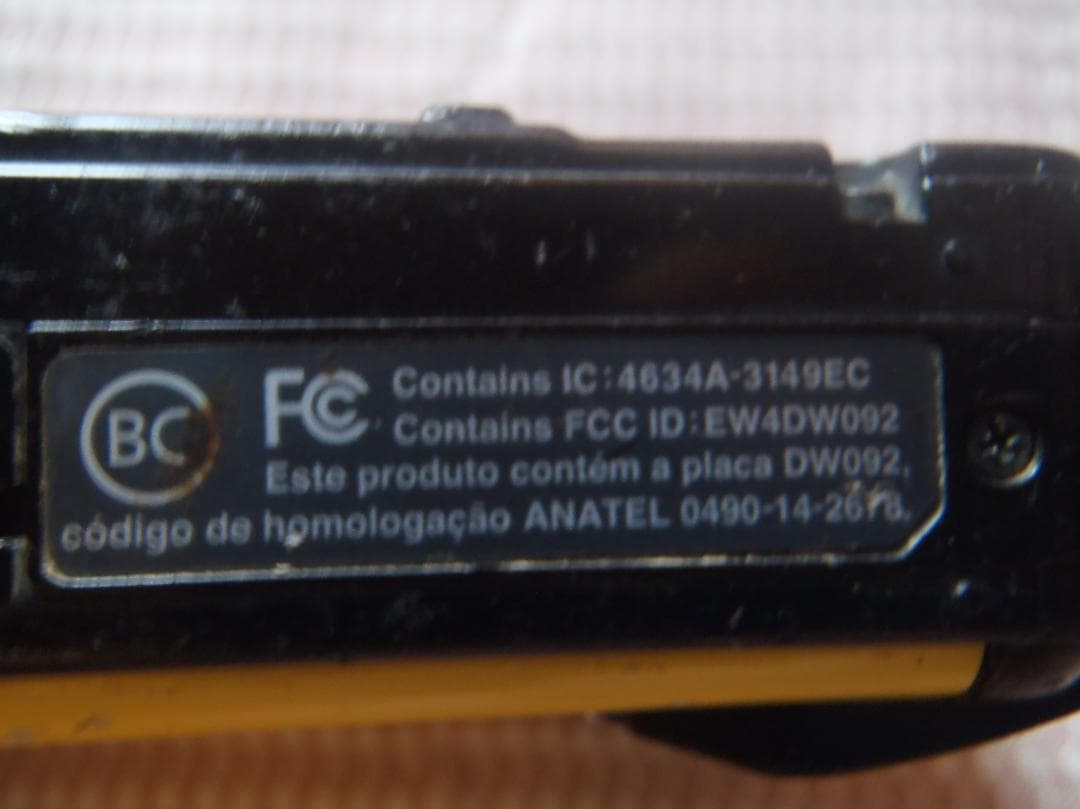 BC
FC Contains IC:4634A-3149EC
Contains FCC ID:EW4DW092
Este produto contém a placa DW092,
código de homologação ANATEL 0490-14-2678.